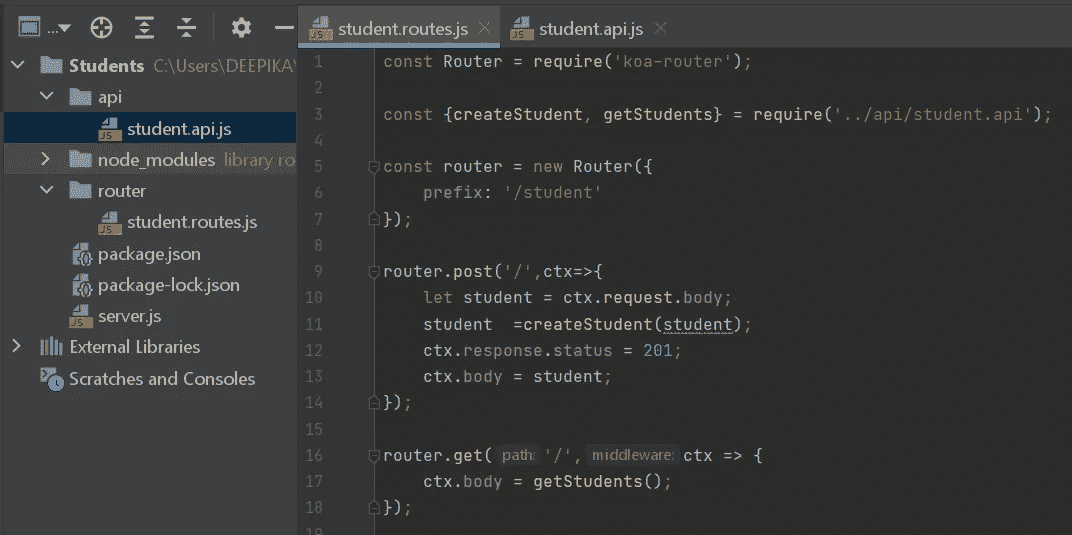 ...
student.routes.js
student.api.js
Students C:\Users\DEEPIKA\
api
student.api.js
node_modules library ro
router
student.routes.js
package.json
package-lock.json
server.js
External Libraries
Scratches and Consoles
1 const Router = require('koa-router');
2
3 const {createStudent, getStudents} = require('../api/student.api');
4
5 const router = new Router({
6 prefix: '/student'
7 });
8
9 router.post('/',ctx=>{
10 let student = ctx.request.body;
11 student  =createStudent(student);
12 ctx.response.status = 201;
13 ctx.body = student;
14 });
15
16 router.get( path: '/', middleware: ctx => {
17 ctx.body = getStudents();
18 });
19